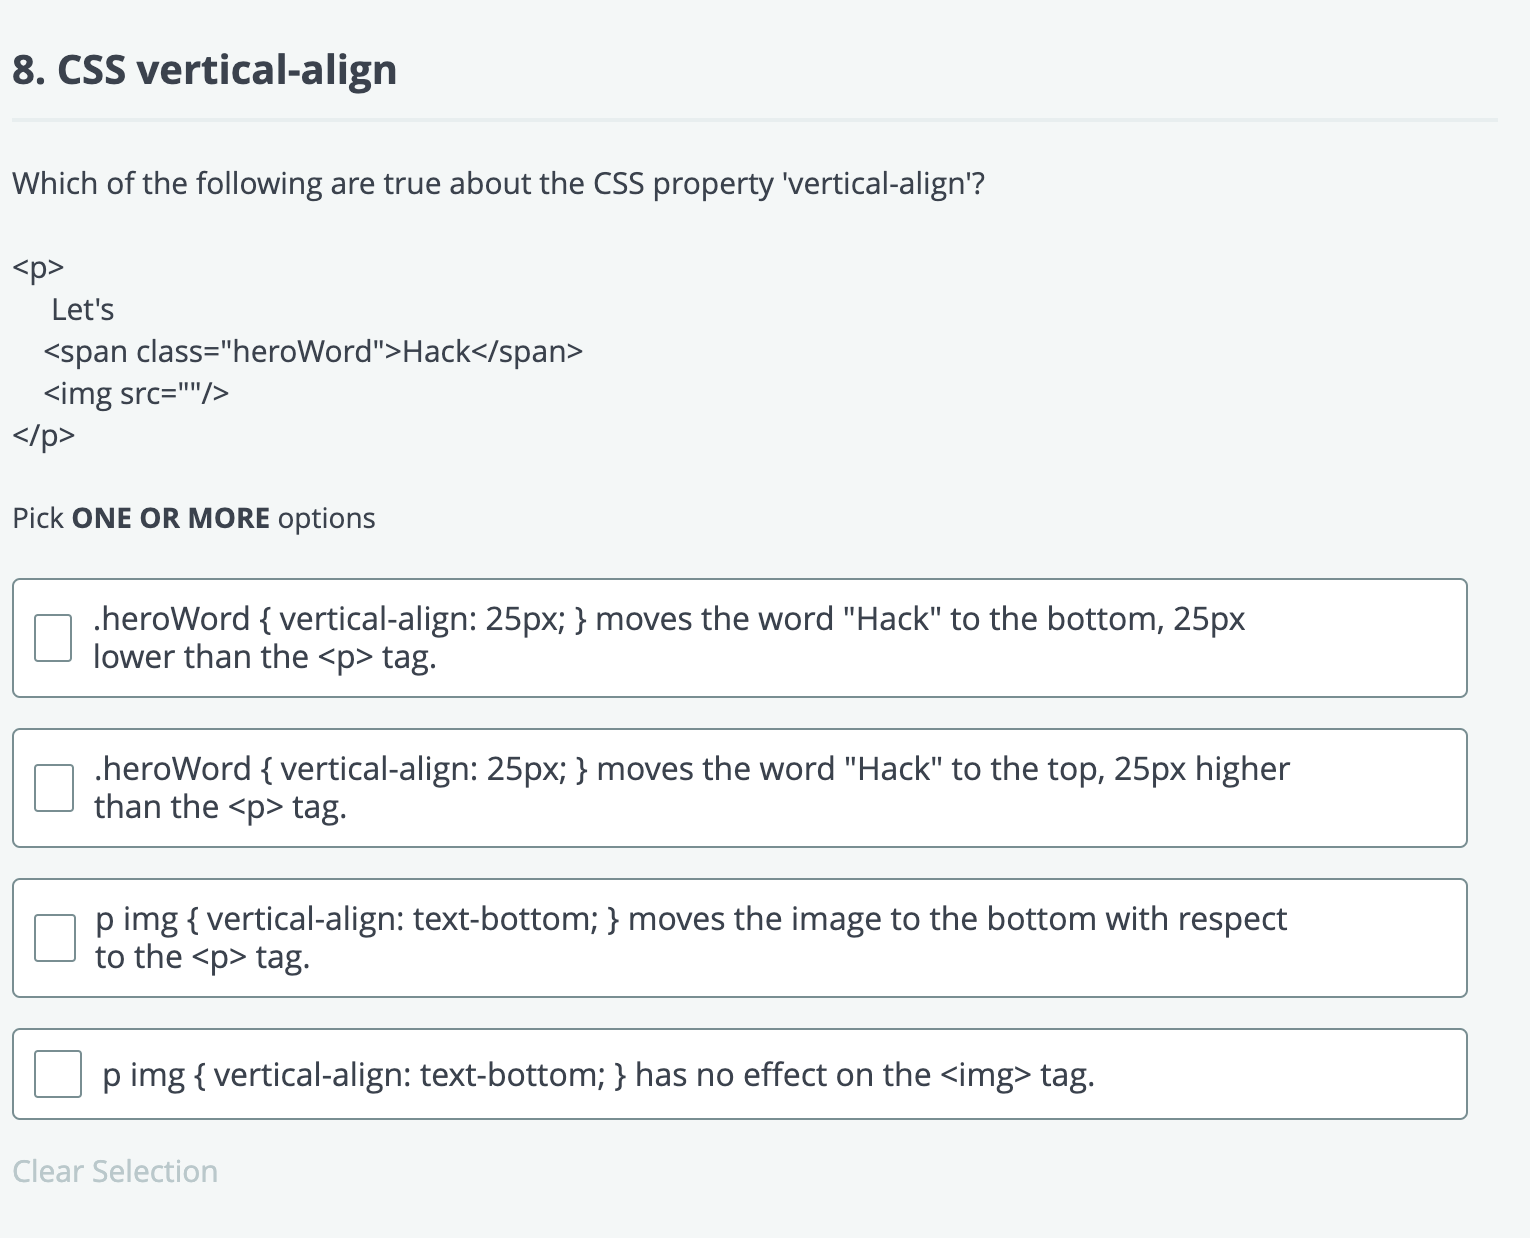 8. CSS vertical-align
Which of the following are true about the CSS property 'vertical-align'?
<p>
Let's
<span class="heroWord">Hack</span>
<img src=""/>
</p>
Pick ONE OR MORE options
.heroWord { vertical-align: 25px; } moves the word "Hack" to the bottom, 25px
lower than the <p> tag.
.heroWord { vertical-align: 25px; } moves the word "Hack" to the top, 25px higher
than the <p> tag.
p img { vertical-align: text-bottom; } moves the image to the bottom with respect
to the <p> tag.
p img { vertical-align: text-bottom; } has no effect on the <img> tag.
Clear Selection